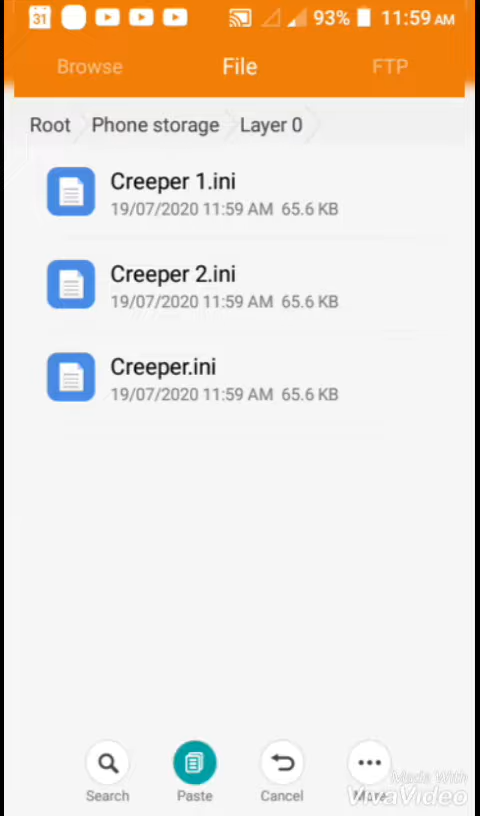 31 93% 11:59 AM
Browse File FTP
Root Phone storage Layer 0
Creeper 1.ini
19/07/2020 11:59 AM 65.6 KB
Creeper 2.ini
19/07/2020 11:59 AM 65.6 KB
Creeper.ini
19/07/2020 11:59 AM 65.6 KB
Search Paste Cancel More
Made With
VivaVideo